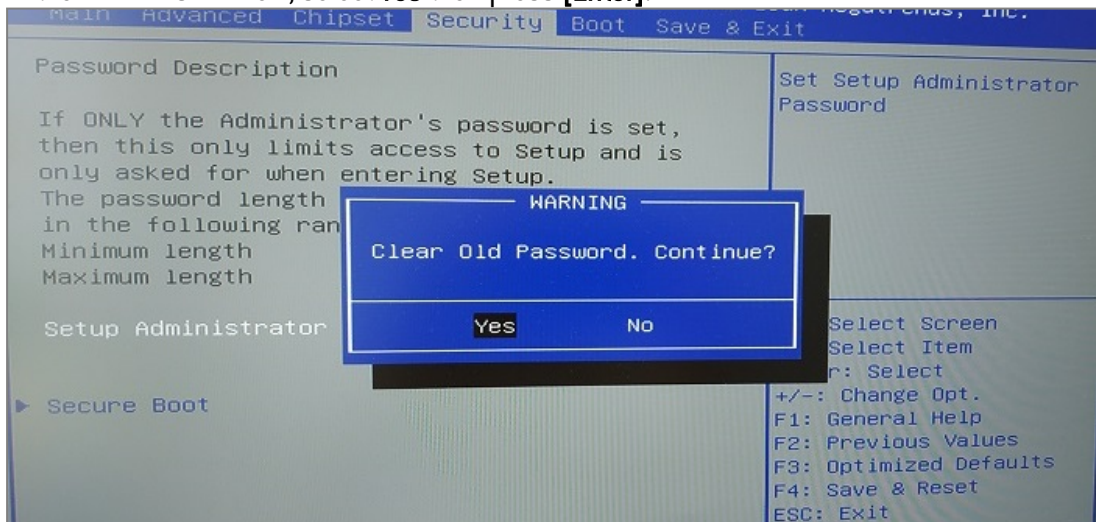 Main Advanced Chipset Security Boot Save & Exit
Megatrends, Inc.
Password Description
If ONLY the Administrator's password is set,
then this only limits access to Setup and is
only asked for when entering Setup.
The password length
in the following ran
Minimum length
Maximum length
Setup Administrator
Secure Boot
WARNING
Clear Old Password. Continue?
Yes No
Set Setup Administrator
Password
Select Screen
Select Item
r: Select
+/-: Change Opt.
F1: General Help
F2: Previous Values
F3: Optimized Defaults
F4: Save & Reset
ESC: Exit